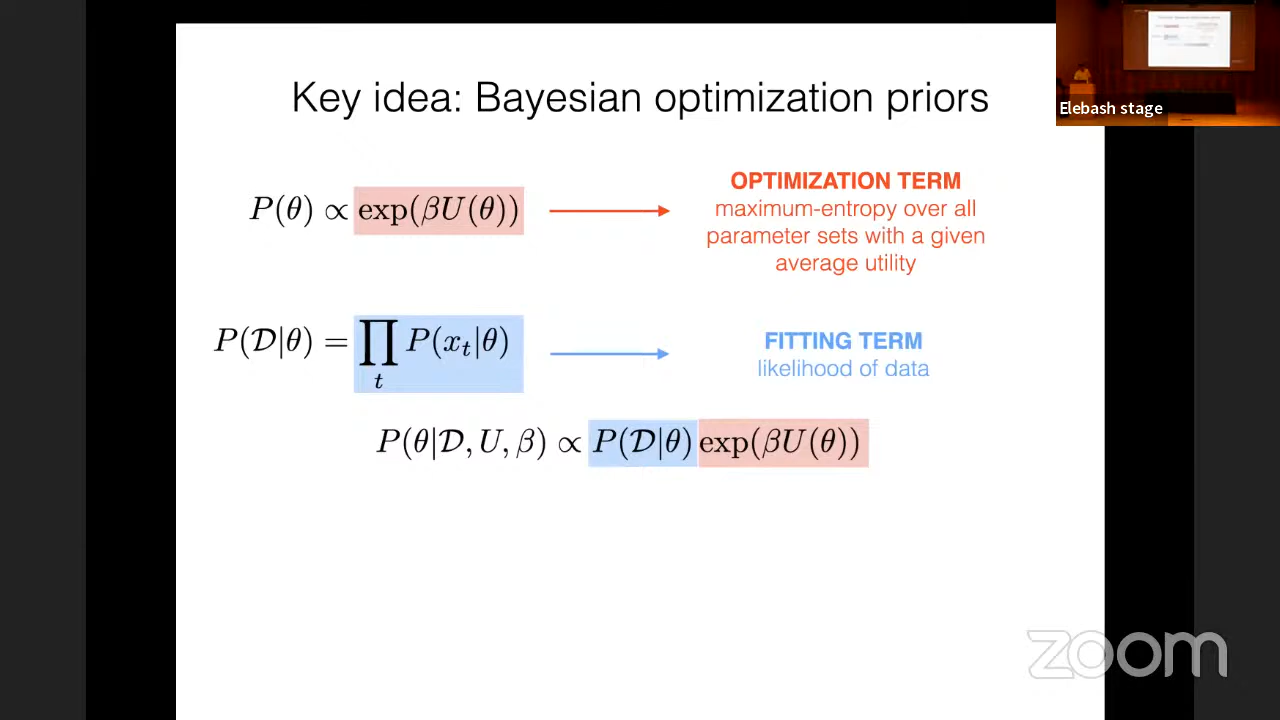 Key idea: Bayesian optimization priors
Elebash stage
P(θ) ∝ exp(βU(θ))
OPTIMIZATION TERM
maximum-entropy over all
parameter sets with a given
average utility
P(𝒟|θ) = ∏_t P(x_t|θ)
FITTING TERM
likelihood of data
P(θ|𝒟, U, β) ∝ P(𝒟|θ) exp(βU(θ))
zoom